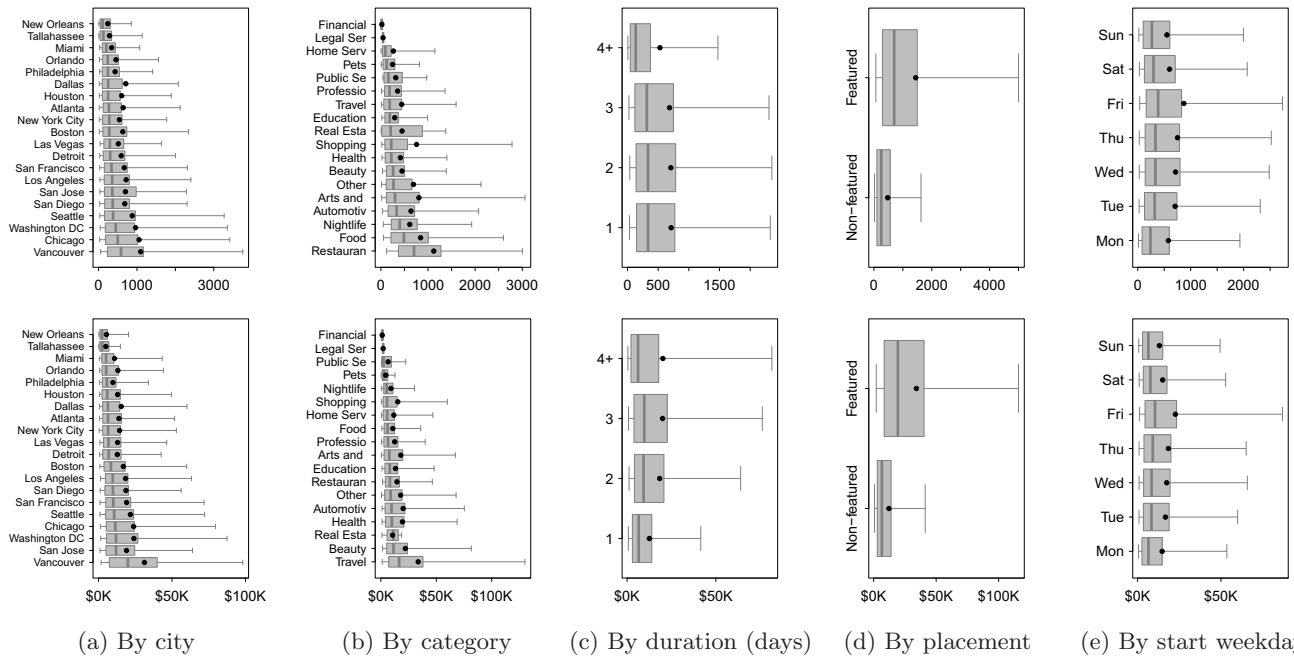 New Orleans
Tallahassee
Miami
Orlando
Philadelphia
Dallas
Houston
Atlanta
New York City
Boston
Las Vegas
Detroit
San Francisco
Los Angeles
San Jose
San Diego
Seattle
Washington DC
Chicago
Vancouver
0 1000 3000
Financial
Legal Ser
Home Serv
Pets
Public Se
Professio
Travel
Education
Real Esta
Shopping
Health
Beauty
Other
Arts and
Automotiv
Nightlife
Food
Restauran
0 1000 2000 3000
4+
3
2
1
0 500 1500
Featured
Non-featured
0 2000 4000
Sun
Sat
Fri
Thu
Wed
Tue
Mon
0 1000 2000
New Orleans
Tallahassee
Miami
Orlando
Philadelphia
Houston
Dallas
Atlanta
New York City
Las Vegas
Detroit
Boston
Los Angeles
San Diego
San Francisco
Seattle
Chicago
Washington DC
San Jose
Vancouver
$0K $50K $100K
Financial
Legal Ser
Public Se
Pets
Nightlife
Shopping
Home Serv
Food
Professio
Arts and
Education
Restauran
Other
Automotiv
Health
Real Esta
Beauty
Travel
$0K $50K $100K
4+
3
2
1
$0K $50K
Featured
Non-featured
$0K $50K $100K
Sun
Sat
Fri
Thu
Wed
Tue
Mon
$0K $50K
(a) By city (b) By category (c) By duration (days) (d) By placement (e) By start weekday